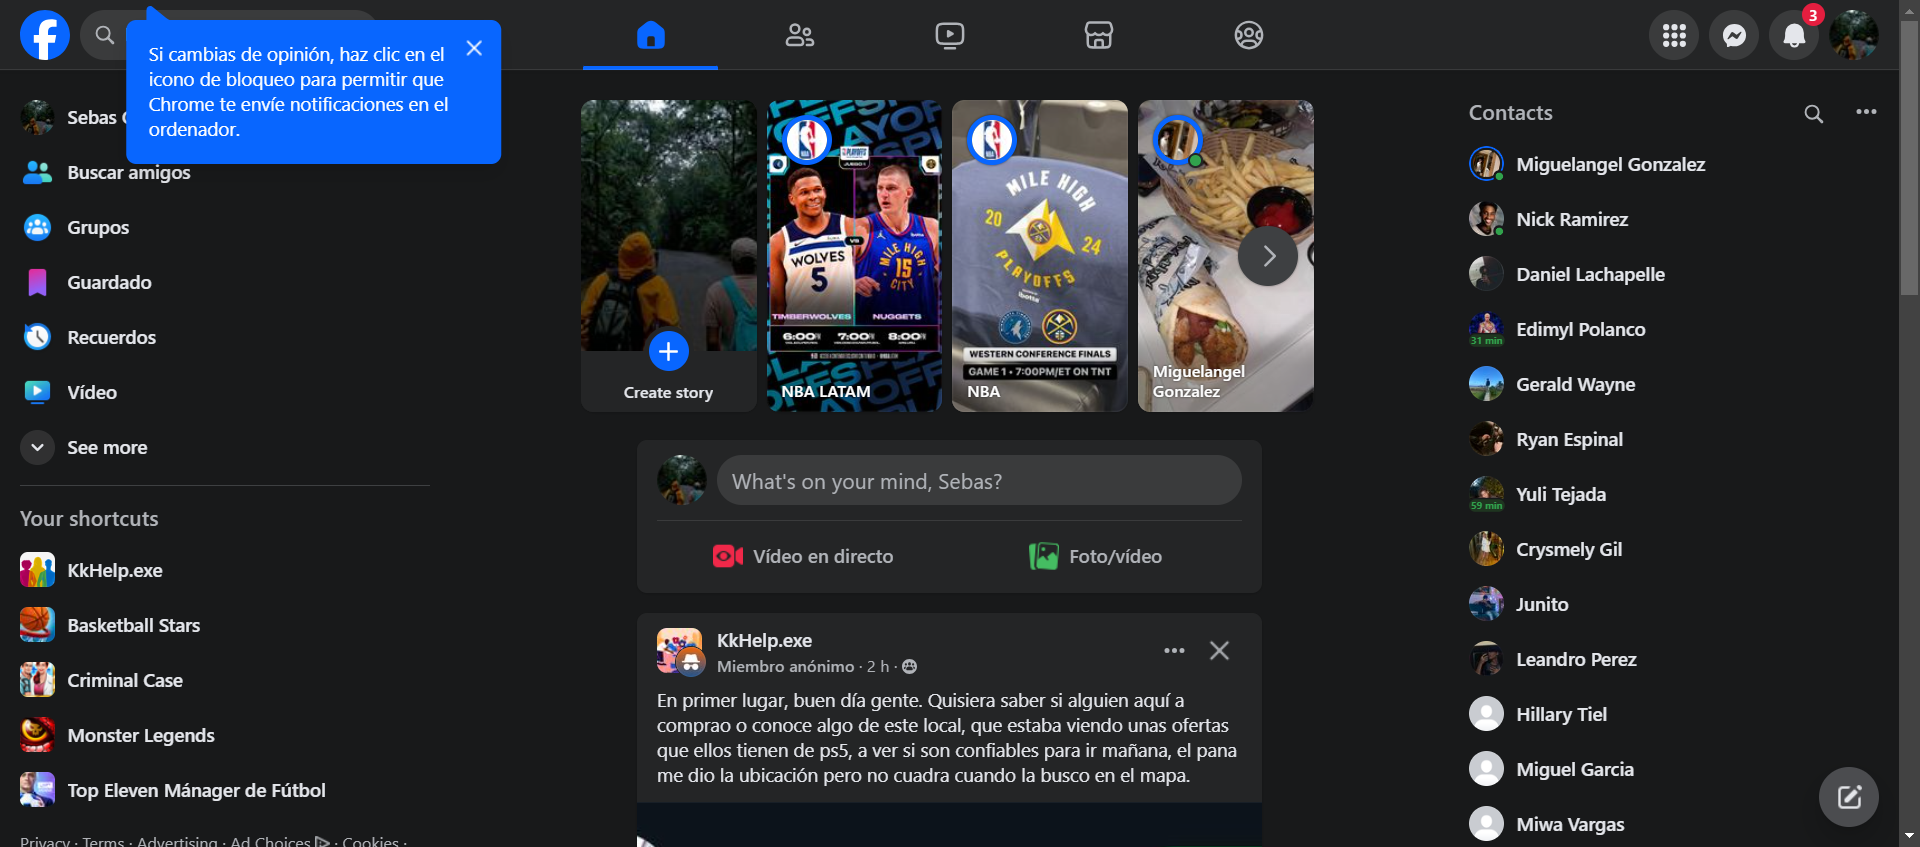 Si cambias de opinión, haz clic en el
icono de bloqueo para permitir que
Chrome te envíe notificaciones en el
ordenador.
3
Sebas
Buscar amigos
Grupos
Guardado
Recuerdos
Vídeo
See more
Your shortcuts
KkHelp.exe
Basketball Stars
Criminal Case
Monster Legends
Top Eleven Mánager de Fútbol
Privacy · Terms · Advertising · Ad Choices · Cookies ·
Create story
PLAYOFFS
JUEGO 1
WOLVES
5
VS
MILE HIGH
15
CITY
TIMBERWOLVES
NUGGETS
6:00
7:00
8:00
NBA LATAM
MILE HIGH
20 24
PLAYOFFS
ibotta
WESTERN CONFERENCE FINALS
GAME 1 • 7:00PM/ET ON TNT
NBA
Miguelangel
Gonzalez
What's on your mind, Sebas?
Vídeo en directo
Foto/vídeo
KkHelp.exe
Miembro anónimo · 2 h ·
En primer lugar, buen día gente. Quisiera saber si alguien aquí a
comprao o conoce algo de este local, que estaba viendo unas ofertas
que ellos tienen de ps5, a ver si son confiables para ir mañana, el pana
me dio la ubicación pero no cuadra cuando la busco en el mapa.
Contacts
Miguelangel Gonzalez
Nick Ramirez
Daniel Lachapelle
Edimyl Polanco
31 min
Gerald Wayne
Ryan Espinal
Yuli Tejada
59 min
Crysmely Gil
Junito
Leandro Perez
Hillary Tiel
Miguel Garcia
Miwa Vargas